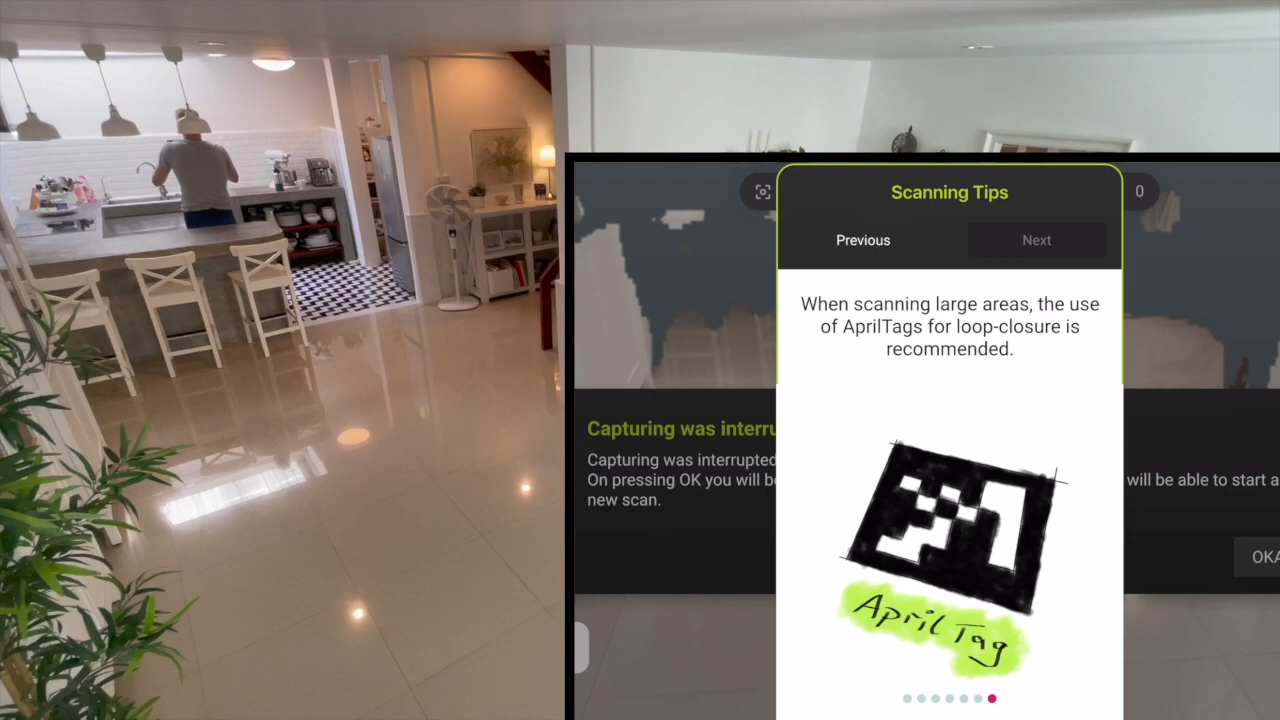 0
Scanning Tips
Previous
Next
When scanning large areas, the use
of AprilTags for loop-closure is
recommended.
Capturing was interru
Capturing was interrupted
On pressing OK you will be
will be able to start a
new scan.
OKA
April Tag